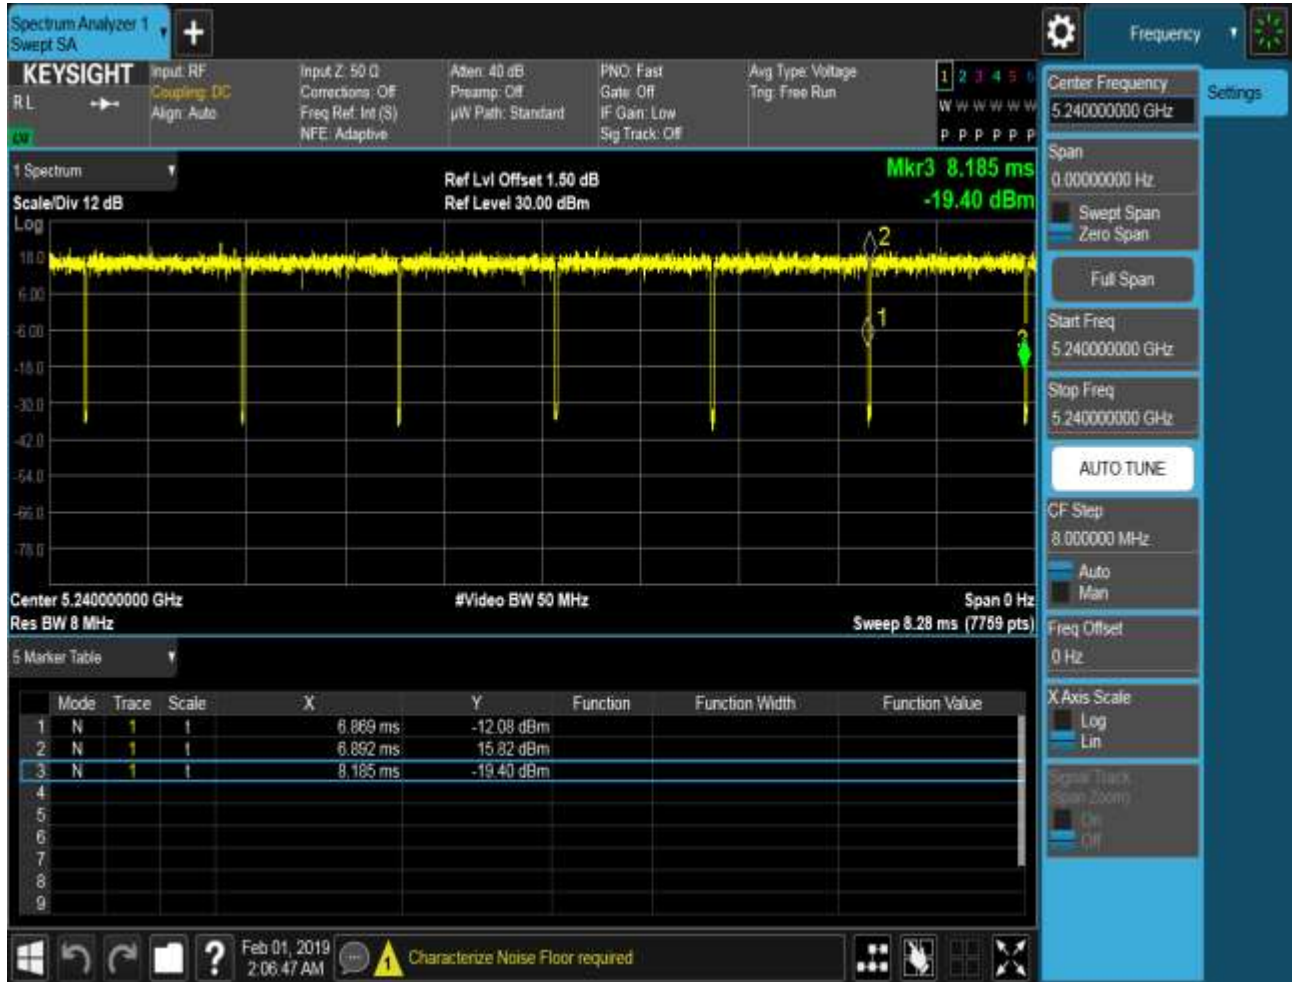 Spectrum Analyzer 1
Swept SA
+
Frequency
KEYSIGHT
R L
Input: RF
Coupling: DC
Align: Auto
Input Z: 50 Ω
Corrections: Off
Freq Ref: Int (S)
NFE: Adaptive
Atten: 40 dB
Preamp: Off
µW Path: Standard
PNO: Fast
Gate: Off
IF Gain: Low
Sig Track: Off
Avg Type: Voltage
Trig: Free Run
1 2 3 4 5 6
W W W W W W
P P P P P P
1 Spectrum
Scale/Div 12 dB
Ref Lvl Offset 1.50 dB
Ref Level 30.00 dBm
Mkr3 8.185 ms
-19.40 dBm
Log
18.0
6.00
-6.00
-18.0
-30.0
-42.0
-54.0
-66.0
-78.0
2
1
3
Center 5.240000000 GHz
#Video BW 50 MHz
Span 0 Hz
Res BW 8 MHz
Sweep 8.28 ms (7759 pts)
5 Marker Table
Mode Trace Scale X Y Function Function Width Function Value
1 N 1 t 6.869 ms -12.08 dBm
2 N 1 t 6.892 ms 15.82 dBm
3 N 1 t 8.185 ms -19.40 dBm
4
5
6
7
8
9
Center Frequency
5.240000000 GHz
Settings
Span
0.00000000 Hz
Swept Span
Zero Span
Full Span
Start Freq
5.240000000 GHz
Stop Freq
5.240000000 GHz
AUTO TUNE
CF Step
8.000000 MHz
Auto
Man
Freq Offset
0 Hz
X Axis Scale
Log
Lin
Signal Track
(Span Zoom)
On
Off
?
Feb 01, 2019
2:06:47 AM
1
Characterize Noise Floor required